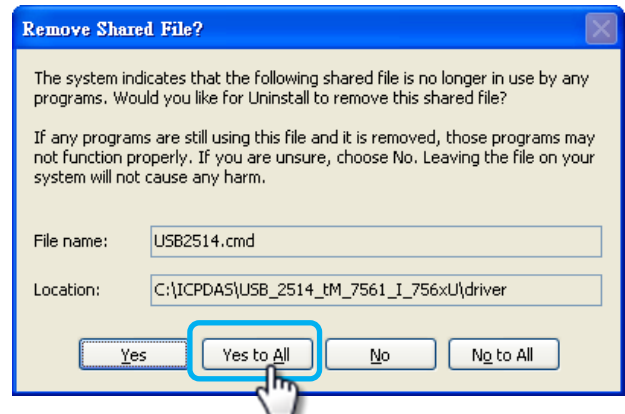 Remove Shared File?
The system indicates that the following shared file is no longer in use by any
programs. Would you like for Uninstall to remove this shared file?
If any programs are still using this file and it is removed, those programs may
not function properly. If you are unsure, choose No. Leaving the file on your
system will not cause any harm.
File name: USB2514.cmd
Location: C:\ICPDAS\USB_2514_tM_7561_I_756xU\driver
Yes Yes to All No No to All